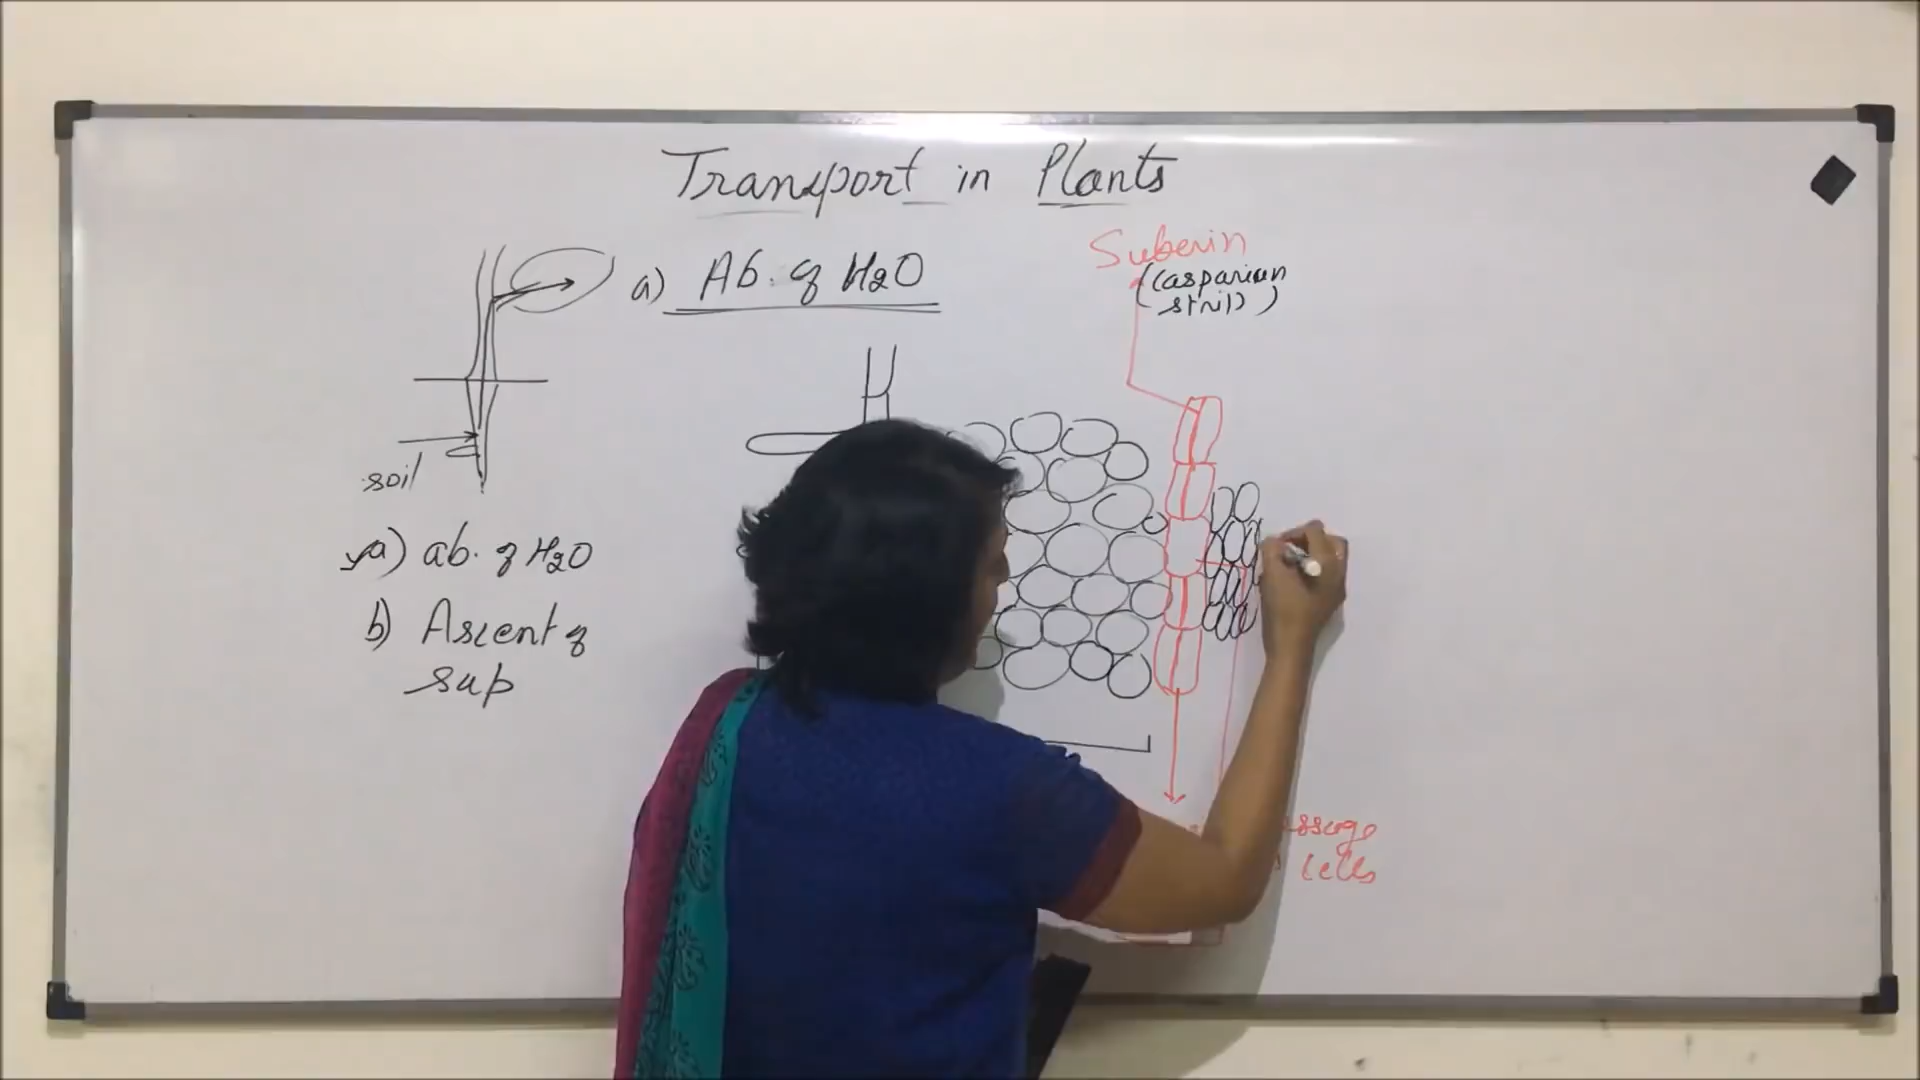 Transport in Plants
a) Ab. of H2O
Suberin
(casparian
strip)
soil
a) ab. of H2O
b) Ascent of
sap
cells